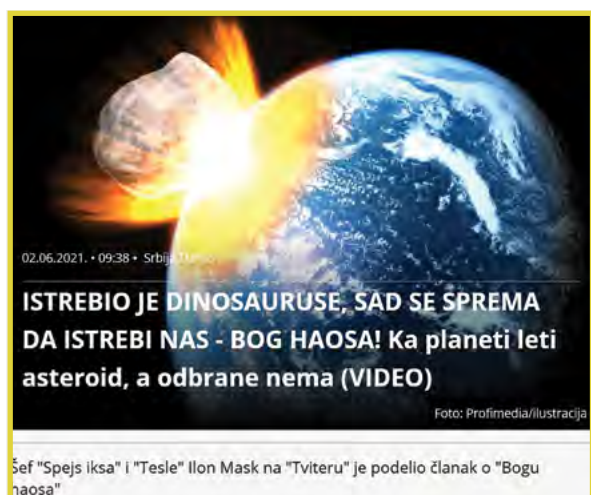 02.06.2021. • 09:38 • Srbija
ISTREBIO JE DINOSAURUSE, SAD SE SPREMA
DA ISTREBI NAS - BOG HAOSA! Ka planeti leti
asteroid, a odbrane nema (VIDEO)
Foto: Profimedia/ilustracija
Šef "Spejs iksa" i "Tesle" Ilon Mask na "Tviteru" je podelio članak o "Bogu
haosa"